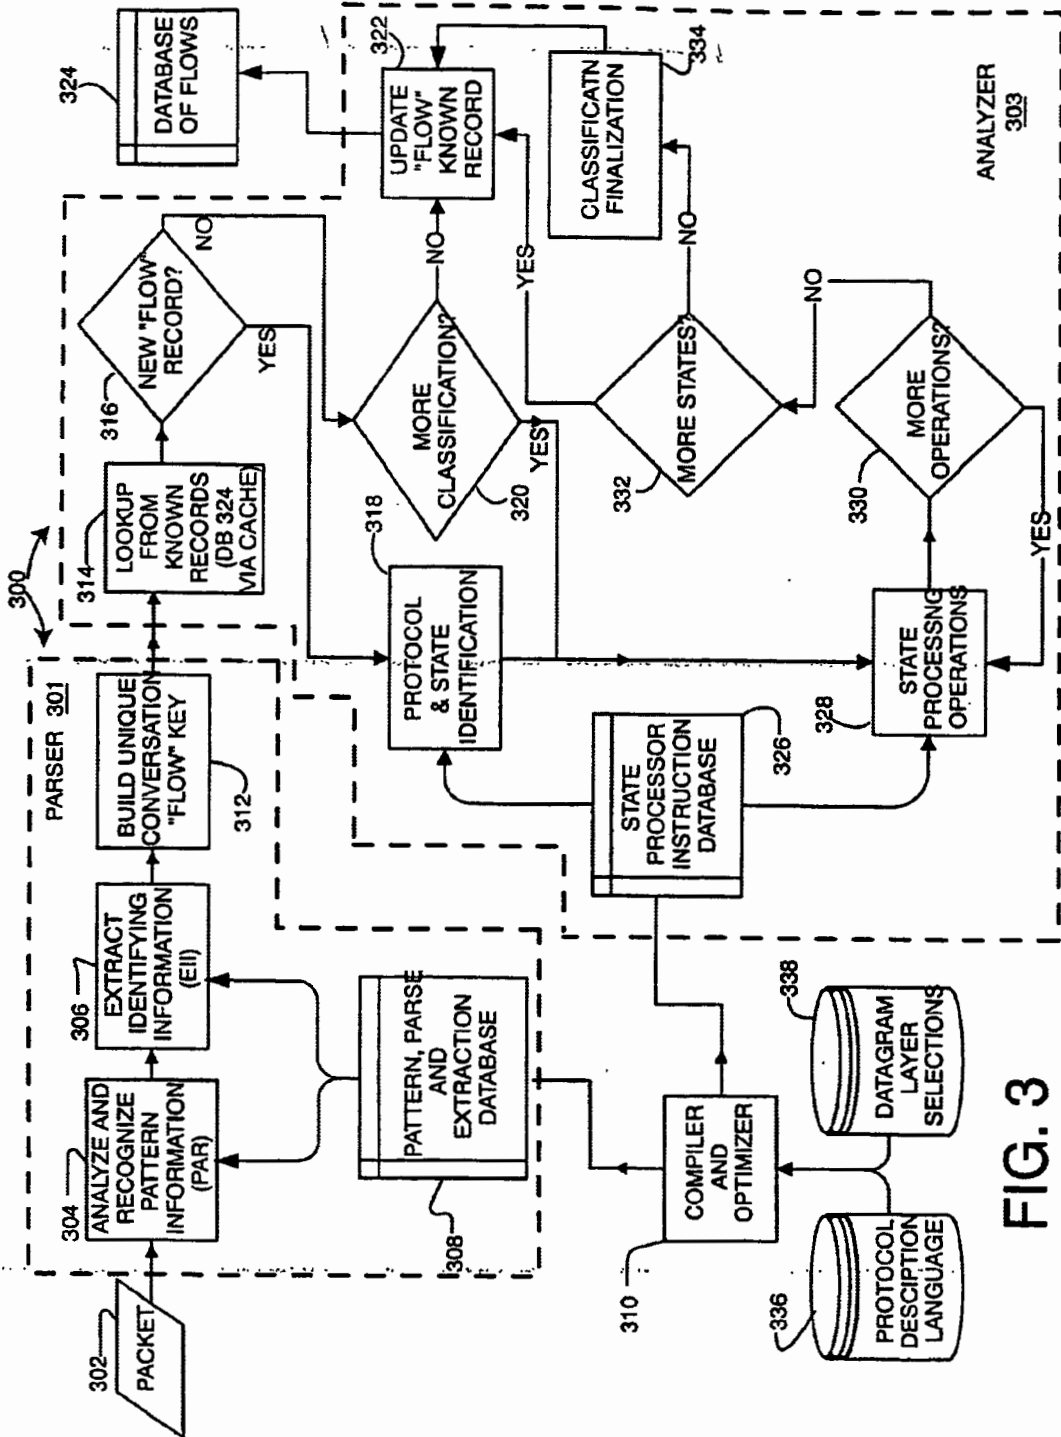 300
PARSER 301
302
PACKET
304
ANALYZE AND
RECOGNIZE
PATTERN
INFORMATION
(PAR)
306
EXTRACT
IDENTIFYING
INFORMATION
(EII)
BUILD UNIQUE
CONVERSATION
"FLOW" KEY
312
314
LOOKUP
FROM
KNOWN
RECORDS
(DB 324
VIA CACHE)
316
NEW "FLOW"
RECORD?
NO
YES
324
DATABASE
OF FLOWS
PATTERN, PARSE
AND
EXTRACTION
DATABASE
308
318
PROTOCOL
& STATE
IDENTIFICATION
MORE
CLASSIFICATION?
320
NO
YES
322
UPDATE
"FLOW"
KNOWN
RECORD
STATE
PROCESSOR
INSTRUCTION
DATABASE
326
MORE STATES?
332
YES
NO
CLASSIFICATN
FINALIZATION
334
310
COMPILER
AND
OPTIMIZER
328
STATE
PROCESSNG
OPERATIONS
330
MORE
OPERATIONS?
NO
YES
336
PROTOCOL
DESCIPTION
LANGUAGE
338
DATAGRAM
LAYER
SELECTIONS
ANALYZER
303
FIG. 3